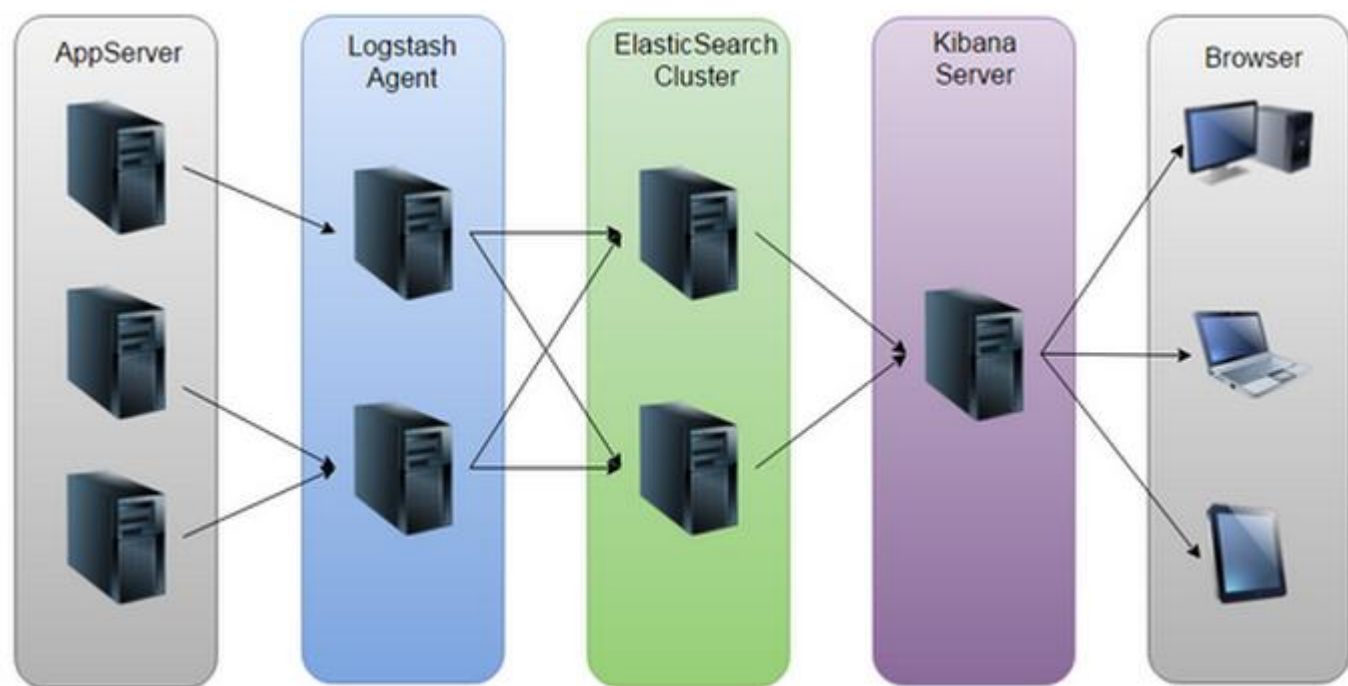 AppServer
Logstash
Agent
ElasticSearch
Cluster
Kibana
Server
Browser